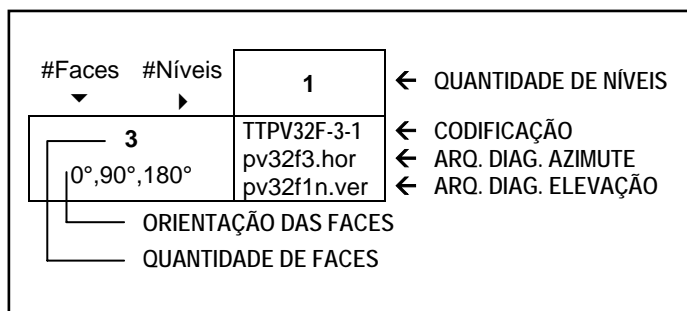 #Faces #Níveis 1 QUANTIDADE DE NÍVEIS
3 TTPV32F-3-1 CODIFICAÇÃO
0°,90°,180° pv32f3.hor ARQ. DIAG. AZIMUTE
pv32f1n.ver ARQ. DIAG. ELEVAÇÃO
ORIENTAÇÃO DAS FACES
QUANTIDADE DE FACES